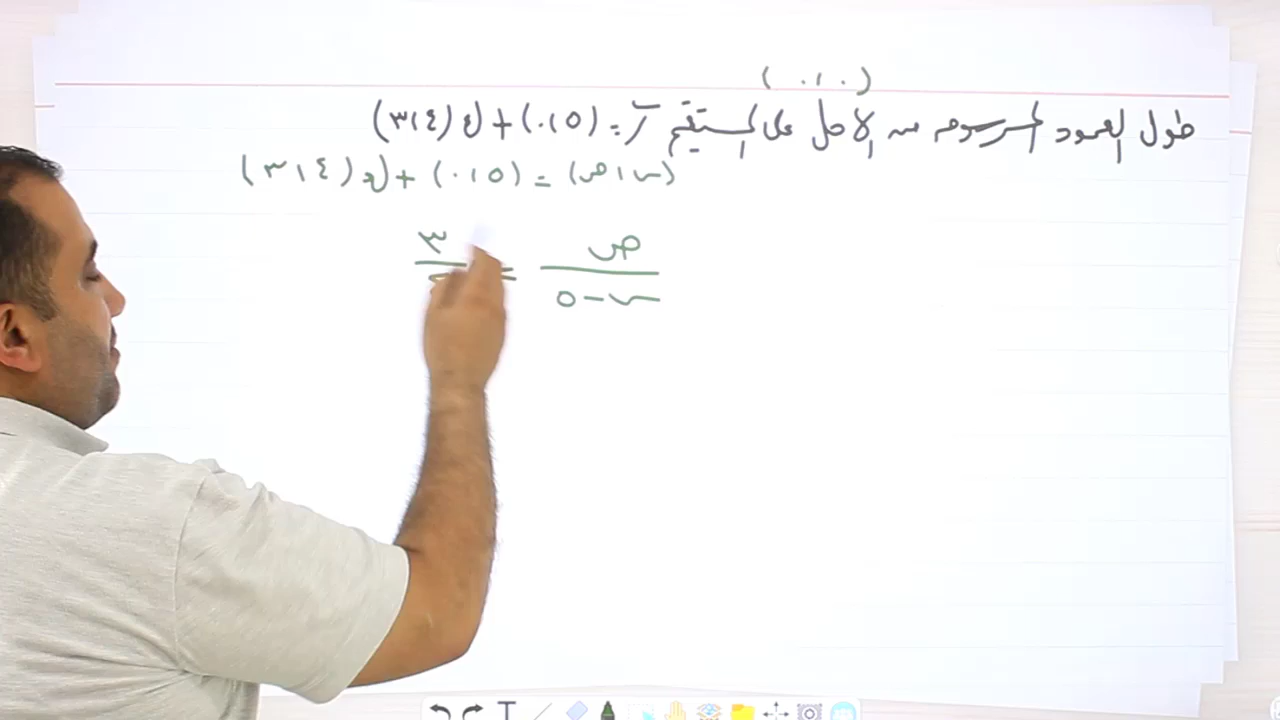 (٠،٠)
طول العمود المرسوم من الأصل على المستقيم ر = (٥،٠) + ك (٤،٣)
(س،ص) = (٥،٠) + ك (٤،٣)
ص / س - ٥ = ٣ /
T